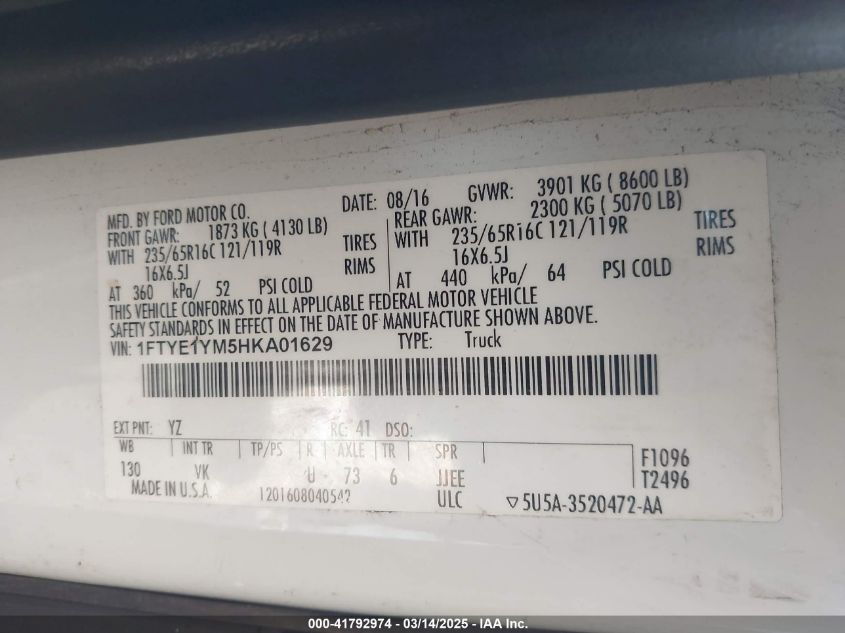 MFD. BY FORD MOTOR CO. DATE: 08/16 GVWR: 3901 KG ( 8600 LB)
FRONT GAWR: 1873 KG ( 4130 LB) REAR GAWR: 2300 KG ( 5070 LB)
WITH 235/65R16C 121/119R TIRES WITH 235/65R16C 121/119R TIRES
16X6.5J RIMS 16X6.5J RIMS
AT 360 kPa/ 52 PSI COLD AT 440 kPa/ 64 PSI COLD
THIS VEHICLE CONFORMS TO ALL APPLICABLE FEDERAL MOTOR VEHICLE
SAFETY STANDARDS IN EFFECT ON THE DATE OF MANUFACTURE SHOWN ABOVE.
VIN: 1FTYE1YM5HKA01629 TYPE: Truck
EXT PNT: YZ RC: 41 DSO:
WB INT TR TP/PS R AXLE TR SPR F1096
130 VK U - 73 6 JJEE T2496
MADE IN U.S.A. 1201608040542 ULC ▽5U5A-3520472-AA
000-41792974 - 03/14/2025 - IAA Inc.